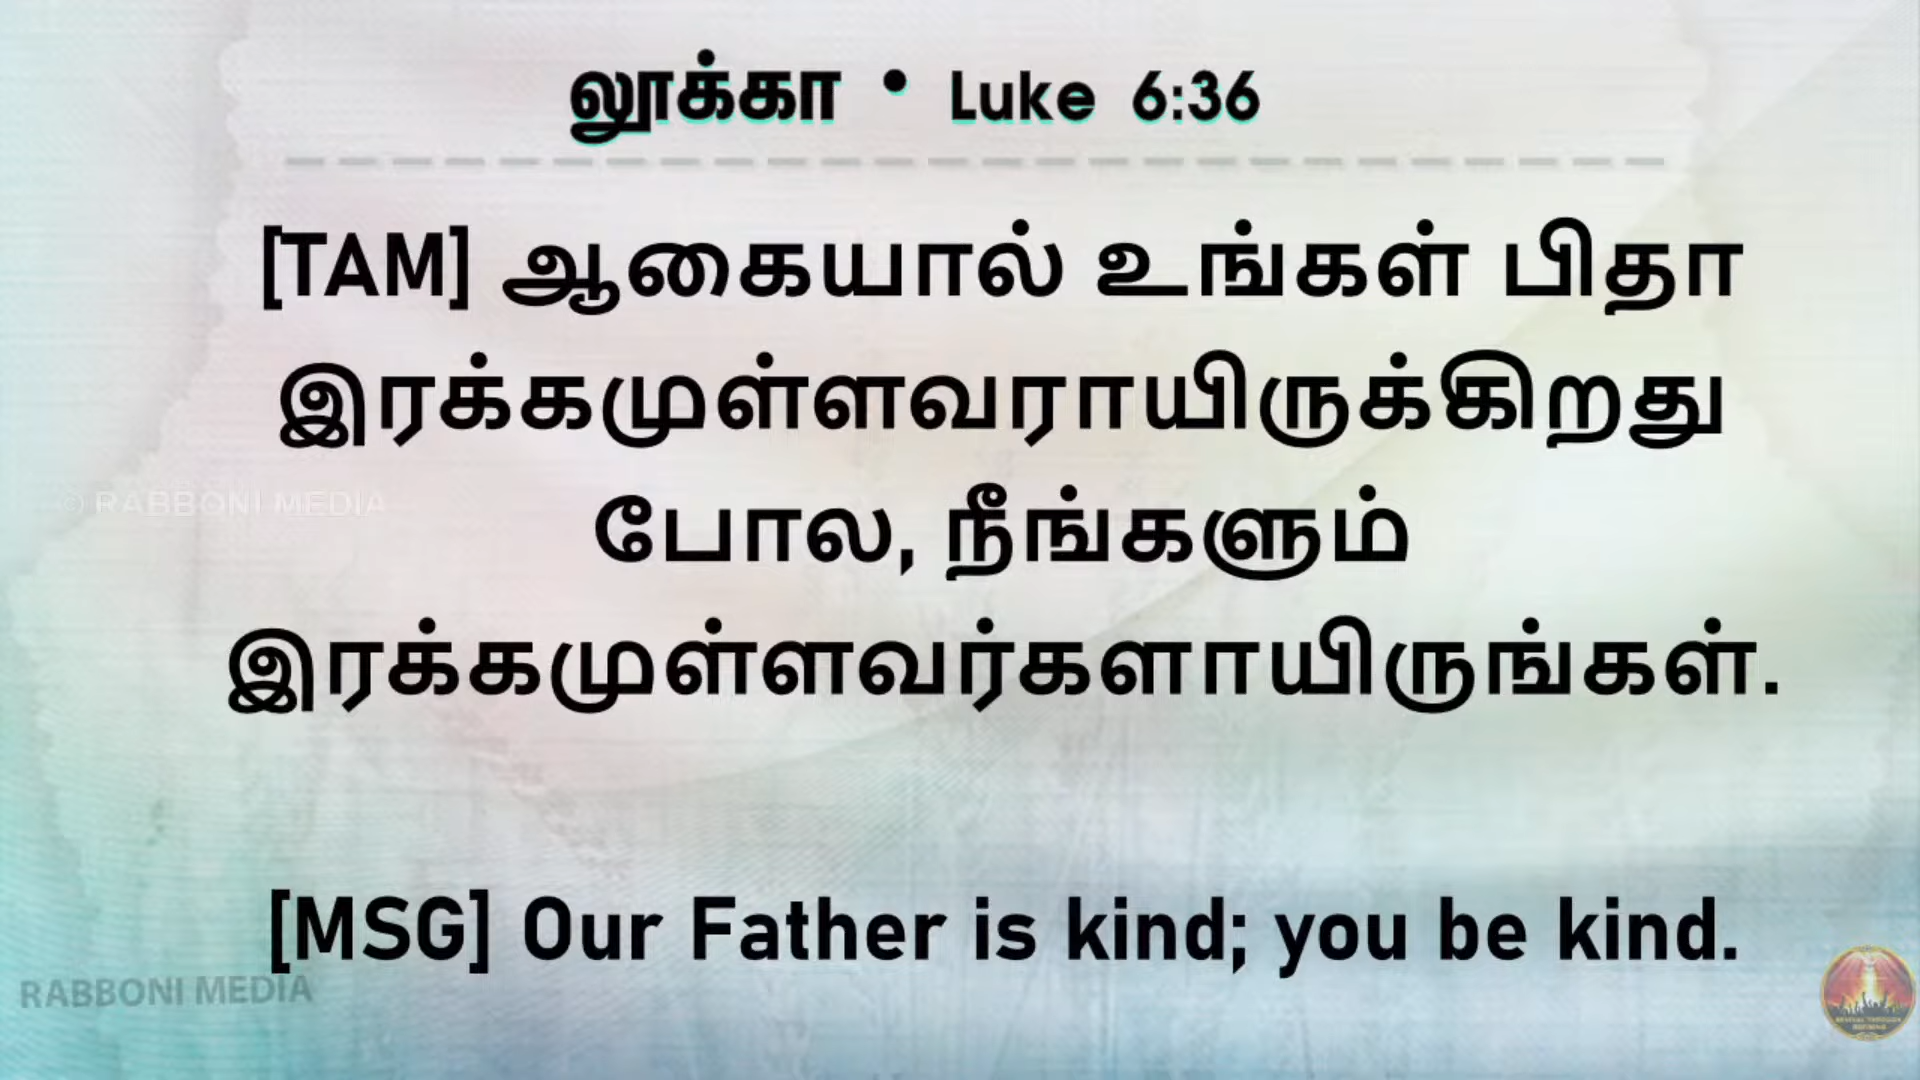 லூக்கா • Luke 6:36
[TAM] ஆகையால் உங்கள் பிதா
இரக்கமுள்ளவராயிருக்கிறது
போல, நீங்களும்
இரக்கமுள்ளவர்களாயிருங்கள்.
© RABBONI MEDIA
[MSG] Our Father is kind; you be kind.
RABBONI MEDIA